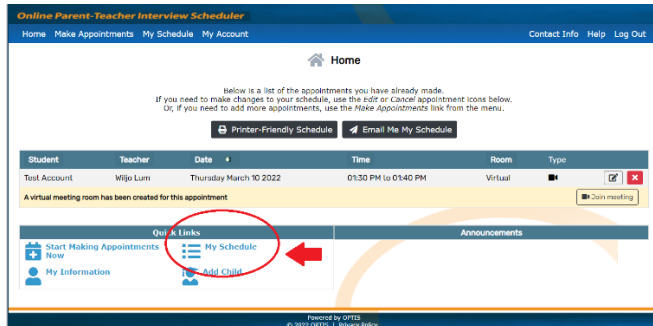 Online Parent-Teacher Interview Scheduler
Home Make Appointments My Schedule My Account Contact Info Help Log Out
Home
Below is a list of the appointments you have already made.
If you need to make changes to your schedule, use the edit or Cancel appointment icons below.
Or, if you need to add more appointments, use the Make Appointments link from the menu.
Printer-Friendly Schedule Email Me My Schedule
Student Teacher Date Time Room Type
Test Account Wiljo Lum Thursday March 10 2022 01:30 PM to 01:40 PM Virtual
A virtual meeting room has been created for this appointment Join meeting
Quick Links Announcements
Start Making Appointments Now My Schedule
My Information Add Child
Powered by OPTIS
© 2022 OPTIS | Privacy Policy